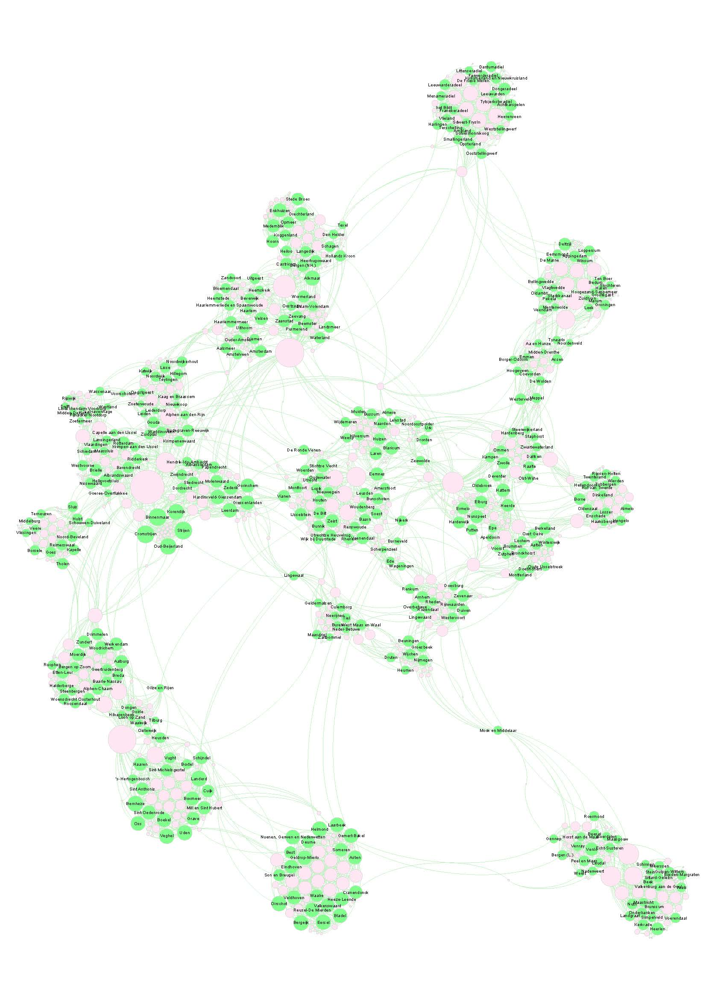 Dantumadiel
Littenseradiel
Ferwerderadiel
Kollumerland en Nieuwkruisland
De Friese Meren
Leeuwarderadeel
Dongeradeel
Leeuwarden
Menameradiel
Tytsjerksteradiel
Achtkarspelen
het Bildt
Franekeradeel
Heerenveen
Vlieland
Sdwest-Frysln
Harlingen
Terschelling
Ameland
Weststellingwerf
Schiermonnikoog
Smallingerland
Opsterland
Ooststellingwerf
Stede Broec
Enkhuizen
Drechterland
Opmeer
Medemblik
Texel
Koggenland
Den Helder
Hoorn
Schagen
Heiloo
Langedijk
Hollands Kroon
Heerhugowaard
Castricum
Bergen (NH.)
Alkmaar
Delfzijl
Loppersum
Eemsmond
Appingedam
De Marne
Winsum
Ten Boer
Bellingwedde
Bedum
Slochteren
Vlagtwedde
Haren
Oldambt
Hoogezand-Sappemeer
Stadskanaal
Grootegast
Pekela
Zuidhorn
Marum
Menterwolde
Leek
Groningen
Veendam
Zandvoort
Uitgeest
Bloemendaal
Heemskerk
Heemstede
Beverwijk
Wormerland
Haarlemmerliede en Spaarnwoude
Oostzaan
Edam-Volendam
Haarlem
Velsen
Zeevang
Haarlemmermeer
Zaanstad
Beemster
Uithoorn
Purmerend
Landsmeer
Waterland
Ouder-Amstel
Diemen
Aalsmeer
Amstelveen
Amsterdam
Tynaarlo
Aa en Hunze
Noordenveld
Midden-Drenthe
Emmen
Borger-Odoorn
Assen
Hoogeveen
Coevorden
De Wolden
Westerveld
Meppel
Noordwijkerhout
Lisse
Katwijk
Hillegom
Noordwijk
Teylingen
Wassenaar
Voorschoten
Oegstgeest
Kaag en Braassem
Rijswijk
Zoeterwoude
Nieuwkoop
Delft
Westland
Leidschendam-Voorburg
Leiderdorp
's-Gravenhage
Midden-Delfland
Leiden
Alphen aan den Rijn
Pijnacker-Nootdorp
Zoetermeer
Gouda
Bodegraven-Reeuwijk
Waddinxveen
Capelle aan den IJssel
Zuidplas
Lansingerland
Krimpenerwaard
Rotterdam
Vlaardingen
Krimpen aan den IJssel
Schiedam
Maassluis
Ridderkerk
Hendrik-Ido-Ambacht
Alblasserdam
Westvoorne
Barendrecht
Papendrecht
Brielle
Albrandswaard
Zwijndrecht
Hellevoetsluis
Sliedrecht
Molenwaard
Nissewaard
Gorinchem
Dordrecht
Zederik
Goeree-Overflakkee
Hardinxveld-Giessendam
Giessenlanden
Leerdam
Korendijk
Binnenmaas
Cromstrijen
Strijen
Oud-Beijerland
Sluis
Terneuzen
Hulst
Middelburg
Schouwen-Duiveland
Veere
Vlissingen
Noord-Beveland
Reimerswaal
Borsele
Goes
Kapelle
Tholen
Muiden
Bussum
Almere
Wijdemeren
Naarden
Lelystad
Noordoostpolder
Urk
Weesp
Hilversum
Huizen
Dronten
Blaricum
De Ronde Venen
Laren
Zeewolde
Stichtse Vecht
Woerden
Eemnes
Oudewater
Utrecht
Montfoort
Lopik
Amersfoort
Nieuwegein
Leusden
Vianen
Houten
Bunschoten
Woudenberg
De Bilt
Soest
IJsselstein
Zeist
Baarn
Nijkerk
Bunnik
Renswoude
Utrechtse Heuvelrug
Wijk bij Duurstede
Rhenen
Veenendaal
Barneveld
Scherpenzeel
Ede
Wageningen
Steenwijkerland
Hardenberg
Staphorst
Ommen
Zwartewaterland
Kampen
Dalfsen
Zwolle
Raalte
Deventer
Olst-Wijhe
Oldebroek
Hattem
Elburg
Heerde
Ermelo
Nunspeet
Harderwijk
Putten
Epe
Berkelland
Oost Gelre
Apeldoorn
Lochem
Winterswijk
Brummen
Aalten
Voorst
Zutphen
Bronckhorst
Oude IJsselstreek
Doetinchem
Montferland
Rijssen-Holten
Twenterand
Wierden
Hellendoorn
Tubbergen
Hof van Twente
Dinkelland
Borne
Oldenzaal
Almelo
Losser
Enschede
Haaksbergen
Hengelo
Lingewaal
Geldermalsen
Culemborg
Neerijnen
Tiel
Buren
West Maas en Waal
Neder-Betuwe
Maasdriel
Zaltbommel
Renkum
Doesburg
Arnhem
Zevenaar
Rheden
Rijnwaarden
Overbetuwe
Rozendaal
Duiven
Lingewaard
Westervoort
Beuningen
Groesbeek
Wijchen
Druten
Nijmegen
Heumen
Drimmelen
Zundert
Werkendam
Woudrichem
Moerdijk
Aalburg
Rucphen
Bergen op Zoom
Geertruidenberg
Etten-Leur
Breda
Baarle-Nassau
Halderberge
Alphen-Chaam
Steenbergen
Woensdrecht
Oosterhout
Roosendaal
Gilze en Rijen
Dongen
Goirle
Hilvarenbeek
Loon op Zand
Waalwijk
Tilburg
Oisterwijk
Heusden
Mook en Middelaar
Vught
Schijndel
Haaren
Boxtel
Sint-Michielsgestel
's-Hertogenbosch
Landerd
Sint Anthonis
Cuijk
Boxmeer
Bernheze
Mill en Sint Hubert
Sint-Oedenrode
Boekel
Grave
Oss
Uden
Veghel
Laarbeek
Helmond
Nuenen, Gerwen en Nederwetten
Gemert-Bakel
Deurne
Best
Someren
Geldrop-Mierlo
Asten
Eindhoven
Son en Breugel
Cranendonck
Veldhoven
Waalre
Heeze-Leende
Oirschot
Valkenswaard
Reusel-De Mierden
Bladel
Bergeijk
Eersel
Roermond
Beesel
Gennep
Horst aan de Maas
Roerdalen
Maasgouw
Venray
Venlo
Echt-Susteren
Bergen (L.)
Peel en Maas
Leudal
Weert
Nederweert
Schinnen
Meerssen
Stein
Gulpen-Wittem
Eijsden-Margraten
Sittard-Geleen
Beek
Valkenburg aan de Geul
Vaals
Nuth
Maastricht
Brunssum
Onderbanken
Landgraaf
Simpelveld
Voerendaal
Kerkrade
Heerlen